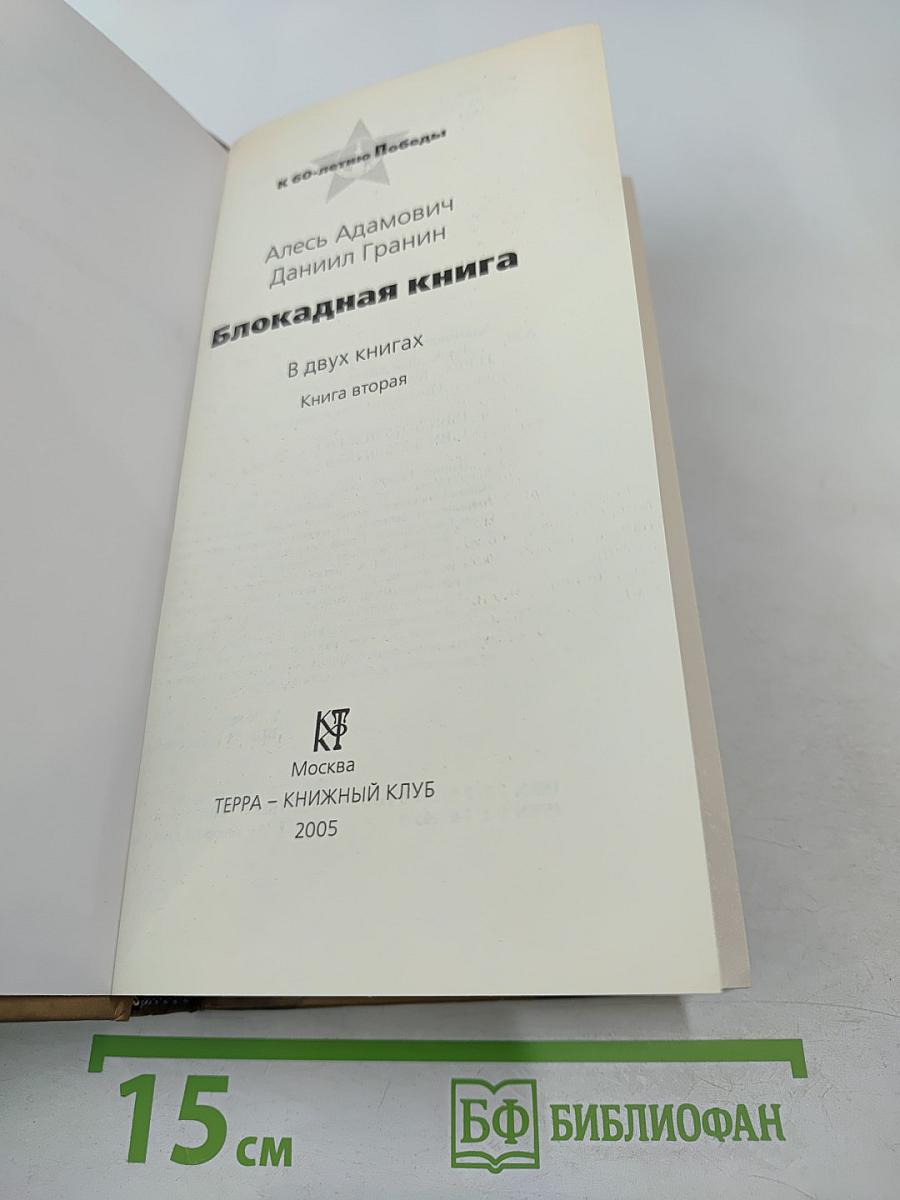 К 60-летию Победы
Алесь Адамович
Даниил Гранин
Блокадная книга
В двух книгах
Книга вторая
Москва
ТЕРРА – КНИЖНЫЙ КЛУБ
2005
15 см
БФ БИБЛИОФАН